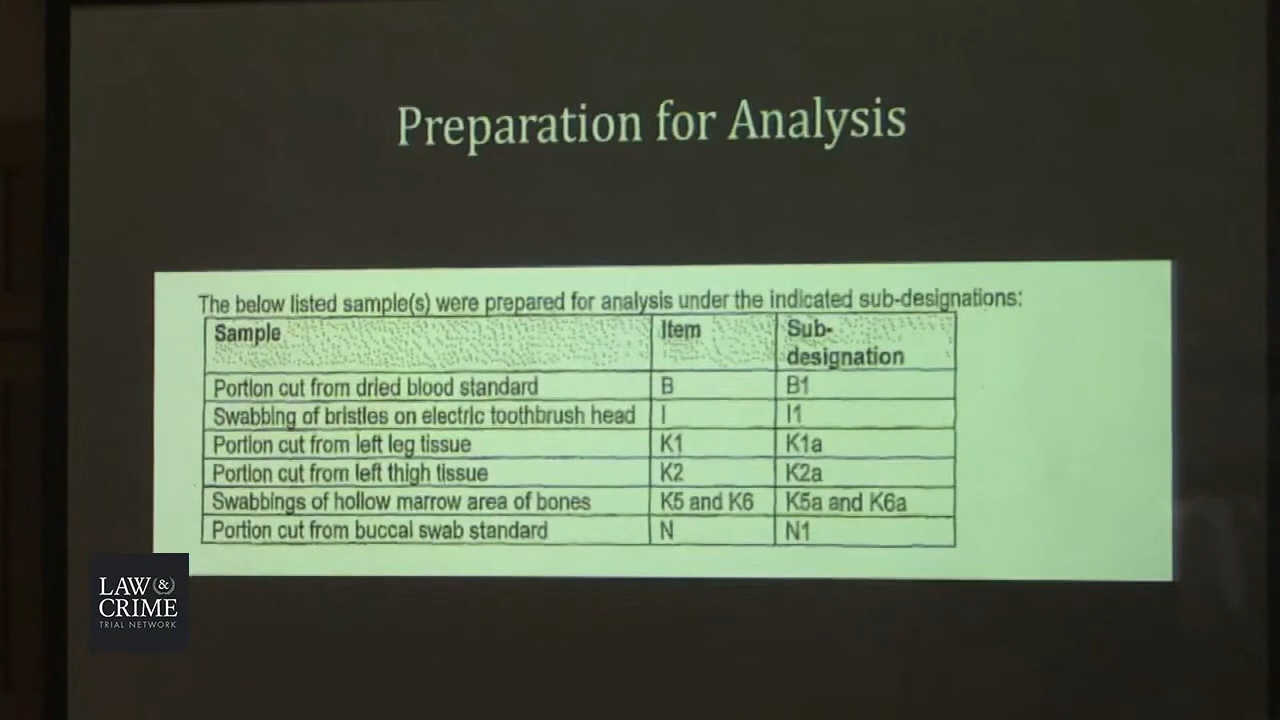 Preparation for Analysis
The below listed sample(s) were prepared for analysis under the indicated sub-designations:
Sample Item Sub-
designation
Portion cut from dried blood standard B B1
Swabbing of bristles on electric toothbrush head I I1
Portion cut from left leg tissue K1 K1a
Portion cut from left thigh tissue K2 K2a
Swabbings of hollow marrow area of bones K5 and K6 K5a and K6a
Portion cut from buccal swab standard N N1
LAW &
CRIME
TRIAL NETWORK